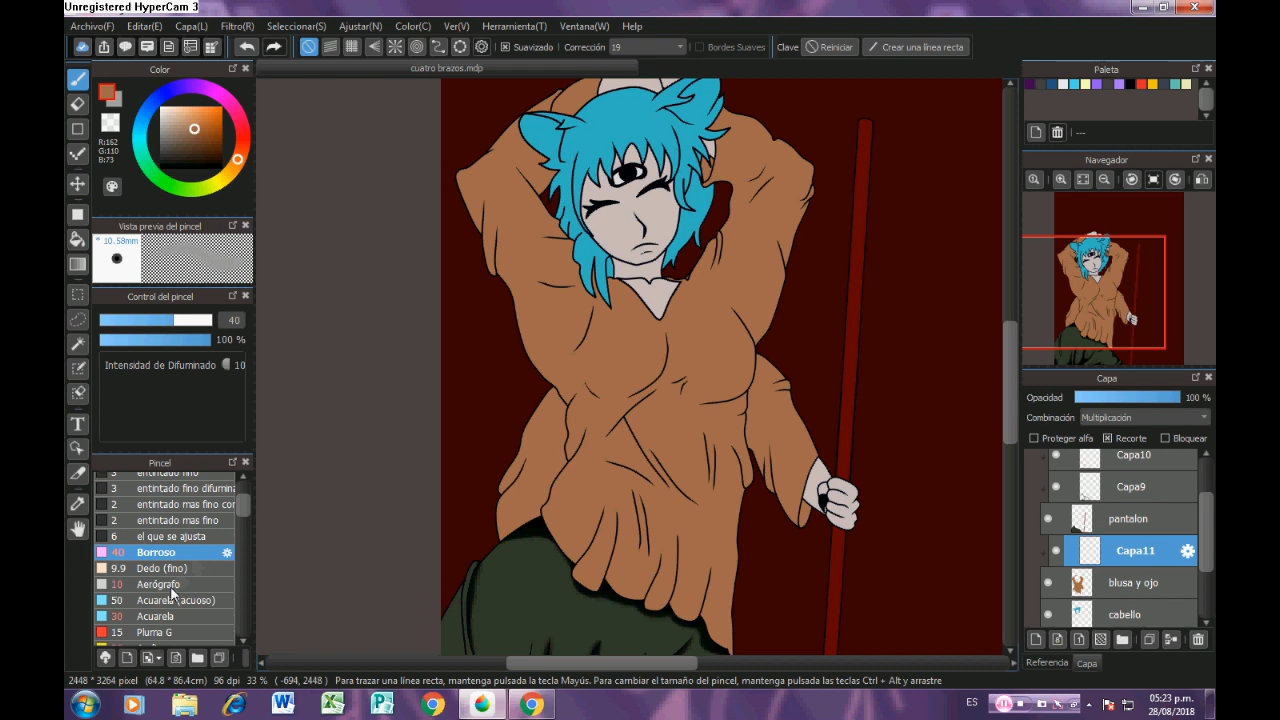 Unregistered HyperCam 3
Archivo(F) Editar(E) Capa(L) Filtro(R) Seleccionar(S) Ajustar(N) Color(C) Ver(V) Herramienta(T) Ventana(W) Help
Suavizado Corrección 19 Bordes Suaves Clave Reiniciar Crear una línea recta
Color
cuatro brazos.mdp
Paleta
R:162
G:110
B:73
---
Navegador
Vista previa del pincel
* 10.58mm
Control del pincel
40
100 %
Intensidad de Difuminado 10
Capa
Opacidad 100 %
Combinación Multiplicación
Proteger alfa Recorte Bloquear
Capa10
Capa9
pantalon
Capa11
blusa y ojo
cabello
Pincel
3 entintado fino
3 entintado fino difumina
2 entintado mas fino con
2 entintado mas fino
6 el que se ajusta
40 Borroso
9.9 Dedo (fino)
10 Aerógrafo
50 Acuarela (acuoso)
30 Acuarela
15 Pluma G
Referencia Capa
2448 * 3264 pixel (64.8 * 86.4cm) 96 dpi 33 % ( -694, 2448 ) Para trazar una línea recta, mantenga pulsada la tecla Mayús. Para cambiar el tamaño del pincel, mantenga pulsadas las teclas Ctrl + Alt y arrastre
ES
05:23 p.m.
28/08/2018